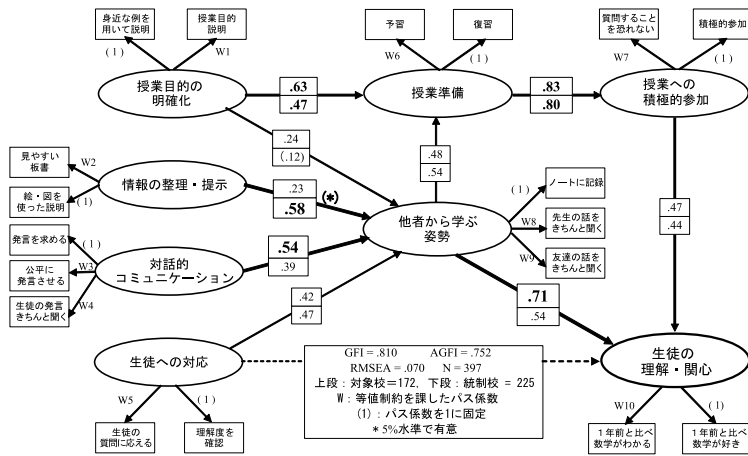 身近な例を
用いて説明
授業目的
説明
(1)
W1
予習
復習
W6
(1)
質問すること
を恐れない
積極的参加
W7
(1)
授業目的の
明確化
.63
.47
授業準備
.83
.80
授業への
積極的参加
.24
(.12)
.48
.54
見やすい
板書
W2
絵・図を
使った説明
(1)
情報の整理・提示
.23
.58
(*)
他者から学ぶ
姿勢
(1)
ノートに記録
W8
先生の話を
きちんと聞く
W9
友達の話を
きちんと聞く
.47
.44
発言を求める
(1)
公平に
発言させる
W3
生徒の発言
きちんと聞く
W4
対話的
コミュニケーション
.54
.39
.42
.47
.71
.54
生徒への対応
GFI = .810 AGFI = .752
RMSEA = .070 N = 397
上段：対象校＝172, 下段：統制校 = 225
W：等値制約を課したパス係数
(1)：パス係数を1に固定
* 5%水準で有意
生徒の
理解・関心
W5
(1)
生徒の
質問に応える
理解度を
確認
W10
(1)
１年前と比べ
数学がわかる
１年前と比べ
数学が好き